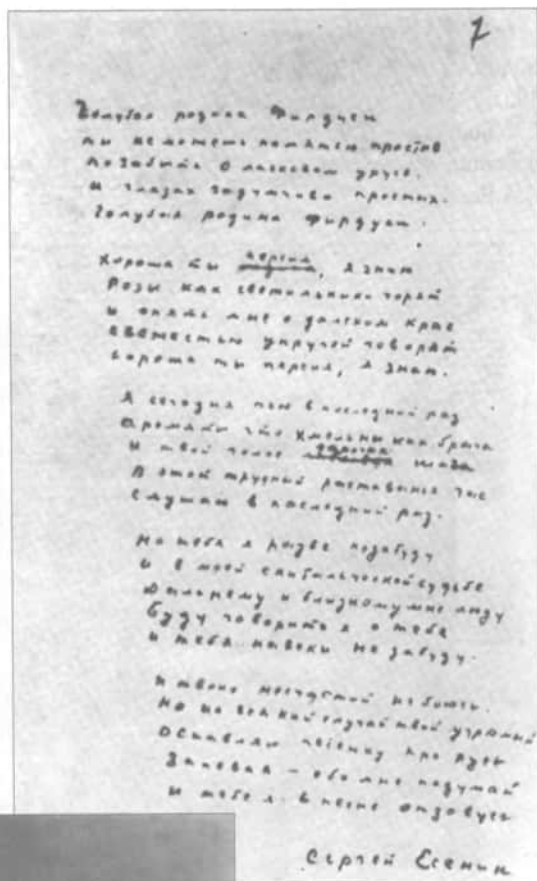 7
Голубая родина Фирдуси
ты не можешь памятью простыв
позабыть о ласковом урусе
и глазах задумчиво простых.
Голубая родина Фирдуси.
Хороша ты персия, я знаю
Розы как светильники горят
и опять мне о далеком крае
свежестью упругой говорят
хороша ты персия, я знаю.
Я сегодня пью в последний раз
ароматы что хмельны как брага
и твой голос Шага
В этот трудный расставанья час
слушаю в последний раз.
Но тебя я разве позабуду
и в моей скитальческой судьбе
Дальнему и близкому мне люду
Буду говорить я о тебе
и тебя навеки не забуду.
я твоих несчастий не боюсь.
Но на всякий случай твой угрюмый
Оставляю песенку про Русь
Запевая – обо мне подумай
и тебе я в песне отзовусь
Сергей Есенин